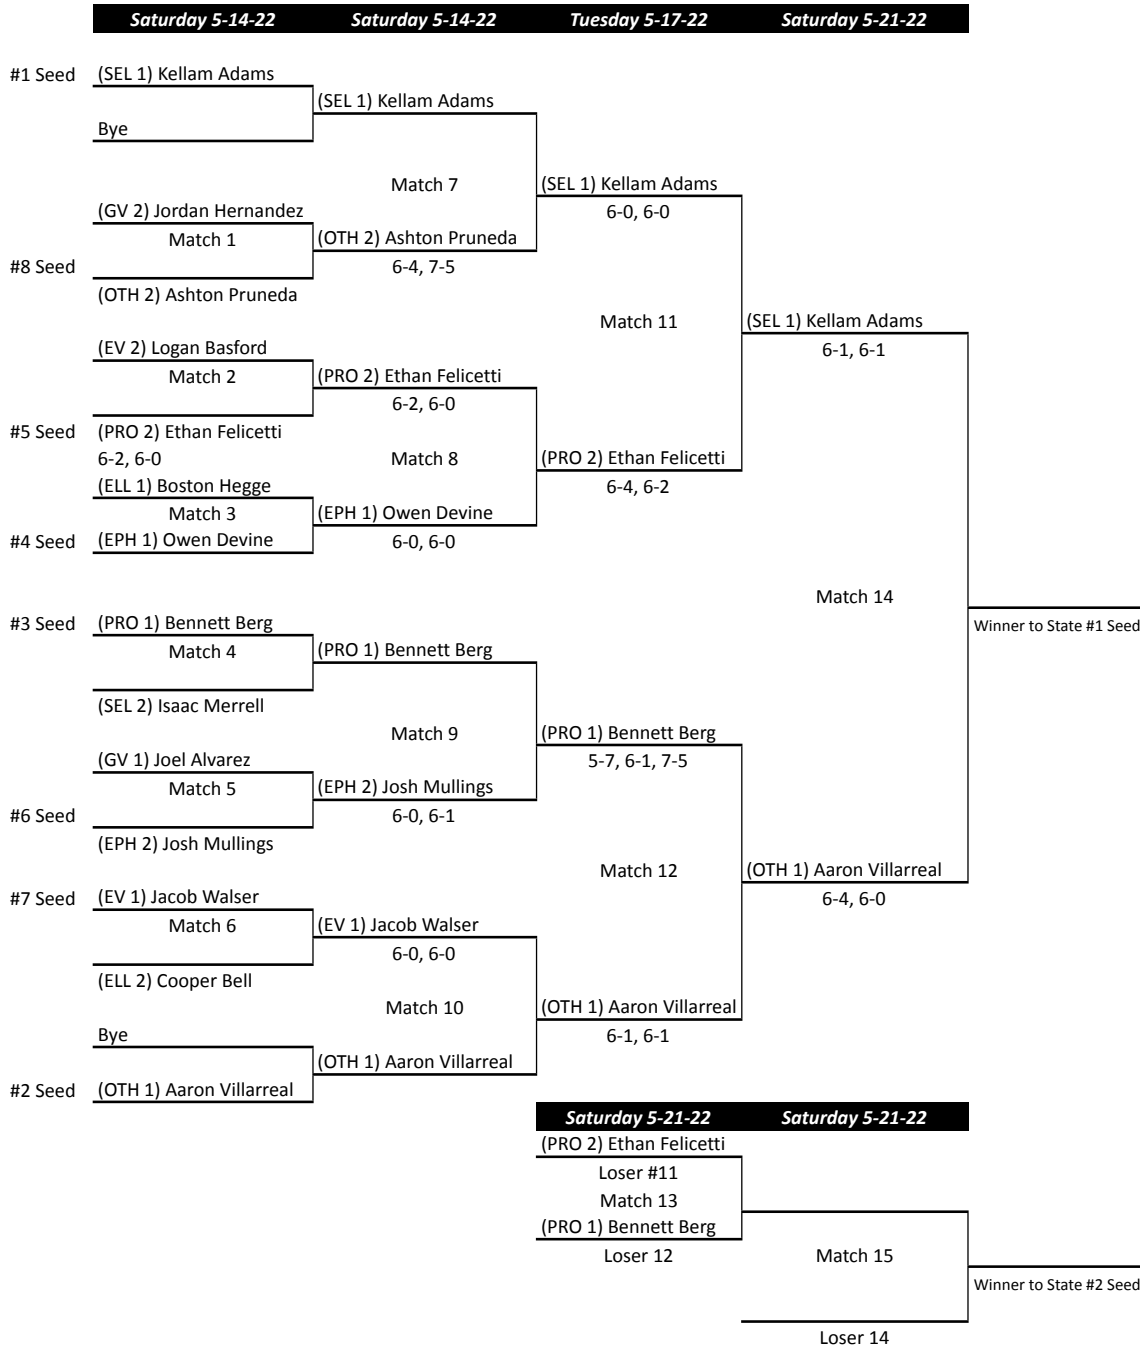 Saturday 5-14-22 Saturday 5-14-22 Tuesday 5-17-22 Saturday 5-21-22
#1 Seed (SEL 1) Kellam Adams
(SEL 1) Kellam Adams
Bye
Match 7 (SEL 1) Kellam Adams
(GV 2) Jordan Hernandez 6-0, 6-0
Match 1 (OTH 2) Ashton Pruneda
#8 Seed 6-4, 7-5
(OTH 2) Ashton Pruneda
Match 11 (SEL 1) Kellam Adams
(EV 2) Logan Basford 6-1, 6-1
Match 2 (PRO 2) Ethan Felicetti
6-2, 6-0
#5 Seed (PRO 2) Ethan Felicetti
6-2, 6-0 Match 8 (PRO 2) Ethan Felicetti
(ELL 1) Boston Hegge 6-4, 6-2
Match 3 (EPH 1) Owen Devine
#4 Seed (EPH 1) Owen Devine 6-0, 6-0
Match 14
#3 Seed (PRO 1) Bennett Berg Winner to State #1 Seed
Match 4 (PRO 1) Bennett Berg
(SEL 2) Isaac Merrell
Match 9 (PRO 1) Bennett Berg
(GV 1) Joel Alvarez 5-7, 6-1, 7-5
Match 5 (EPH 2) Josh Mullings
#6 Seed 6-0, 6-1
(EPH 2) Josh Mullings
Match 12 (OTH 1) Aaron Villarreal
#7 Seed (EV 1) Jacob Walser 6-4, 6-0
Match 6 (EV 1) Jacob Walser
6-0, 6-0
(ELL 2) Cooper Bell
Match 10 (OTH 1) Aaron Villarreal
Bye 6-1, 6-1
(OTH 1) Aaron Villarreal
#2 Seed (OTH 1) Aaron Villarreal
Saturday 5-21-22 Saturday 5-21-22
(PRO 2) Ethan Felicetti
Loser #11
Match 13
(PRO 1) Bennett Berg
Loser 12 Match 15
Winner to State #2 Seed
Loser 14